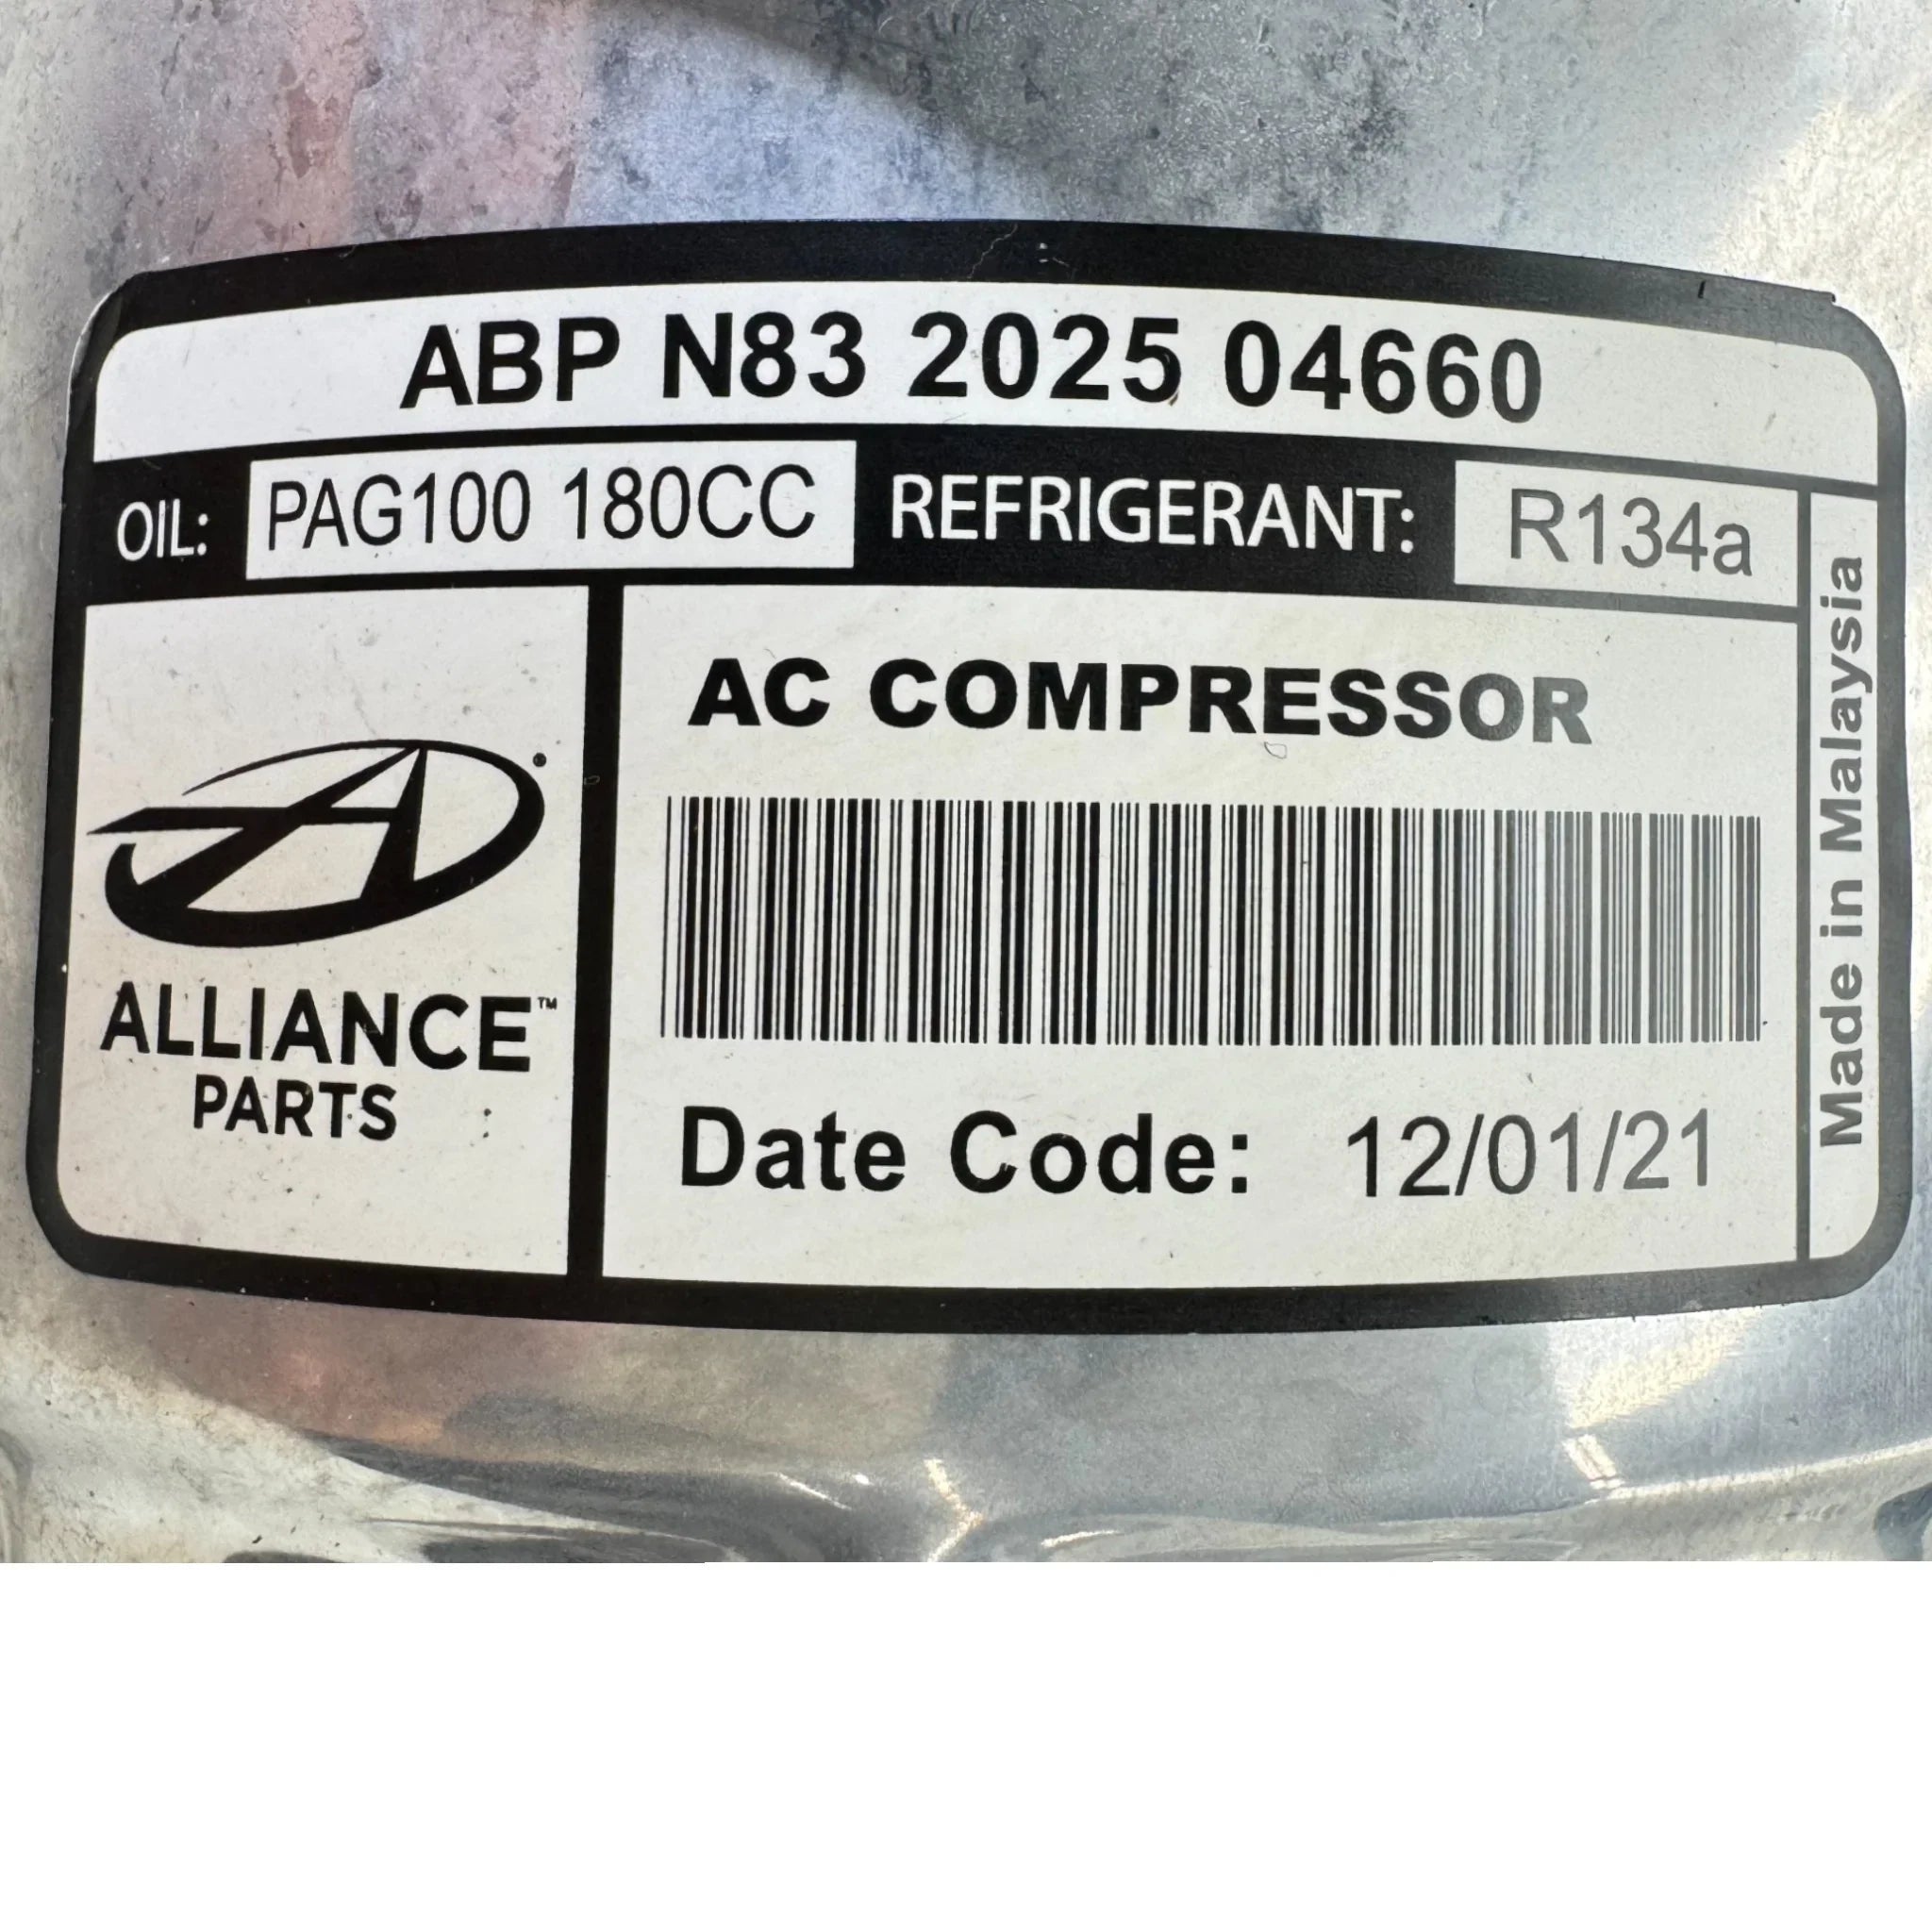 ABP N83 2025 04660
OIL: PAG100 180CC REFRIGERANT: R134a
AC COMPRESSOR
ALLIANCE™
PARTS
Date Code: 12/01/21
Made in Malaysia